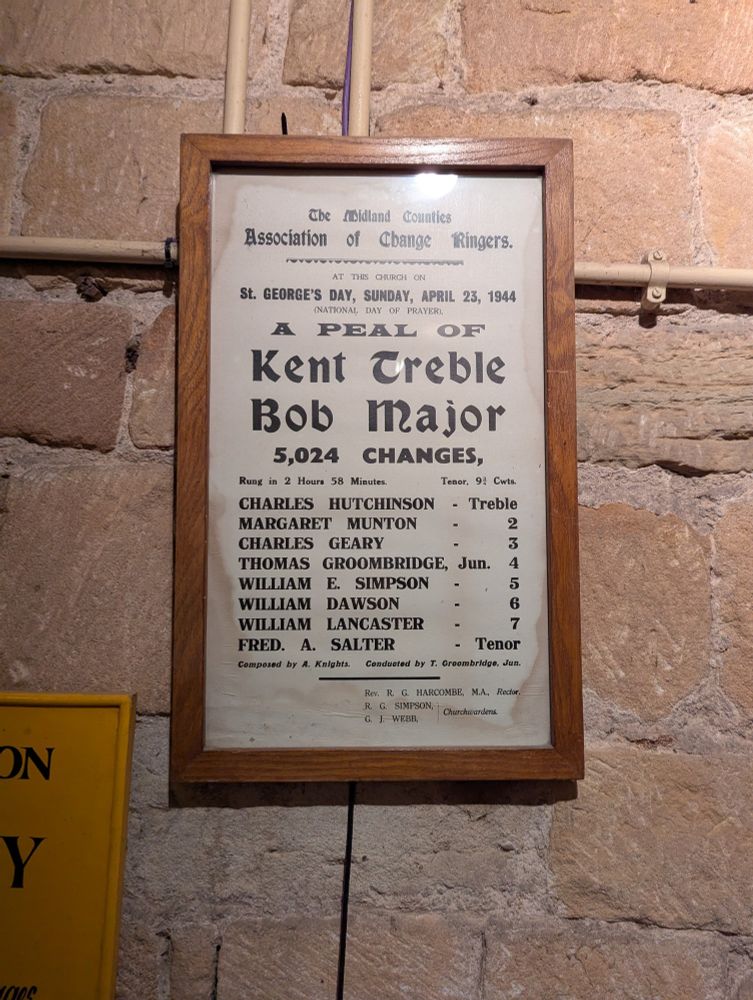 The Midland Counties
Association of Change Ringers.
AT THIS CHURCH ON
St. GEORGE'S DAY, SUNDAY, APRIL 23, 1944
(NATIONAL DAY OF PRAYER),
A PEAL OF
Kent Treble
Bob Major
5,024 CHANGES,
Rung in 2 Hours 58 Minutes. Tenor, 9¾ Cwts.
CHARLES HUTCHINSON - Treble
MARGARET MUNTON - 2
CHARLES GEARY - 3
THOMAS GROOMBRIDGE, Jun. 4
WILLIAM E. SIMPSON - 5
WILLIAM DAWSON - 6
WILLIAM LANCASTER - 7
FRED. A. SALTER - Tenor
Composed by A. Knights. Conducted by T. Groombridge, Jun.
Rev. R. G. HARCOMBE, M.A., Rector.
R. G. SIMPSON,
G. J. WEBB, Churchwardens.
ON
Y